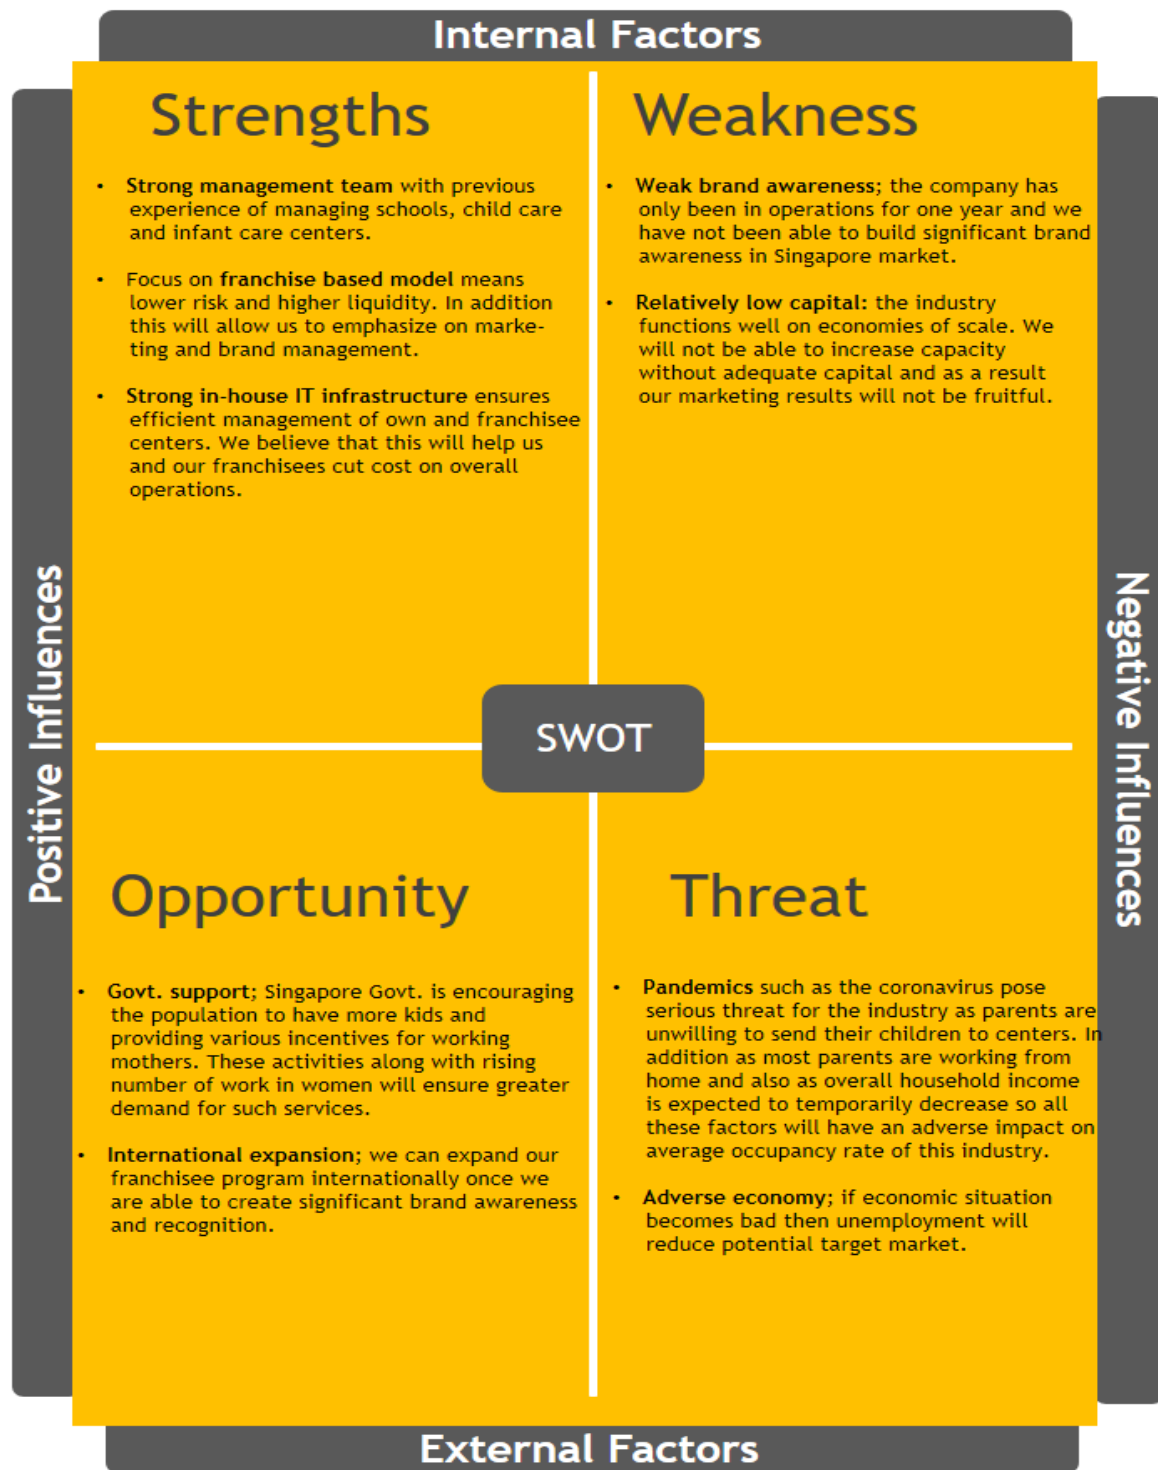 Internal Factors
Positive Influences
Negative Influences
Strengths
• Strong management team with previous
experience of managing schools, child care
and infant care centers.
• Focus on franchise based model means
lower risk and higher liquidity. In addition
this will allow us to emphasize on marke-
ting and brand management.
• Strong in-house IT infrastructure ensures
efficient management of own and franchisee
centers. We believe that this will help us
and our franchisees cut cost on overall
operations.
Weakness
• Weak brand awareness; the company has
only been in operations for one year and we
have not been able to build significant brand
awareness in Singapore market.
• Relatively low capital: the industry
functions well on economies of scale. We
will not be able to increase capacity
without adequate capital and as a result
our marketing results will not be fruitful.
SWOT
Opportunity
• Govt. support; Singapore Govt. is encouraging
the population to have more kids and
providing various incentives for working
mothers. These activities along with rising
number of work in women will ensure greater
demand for such services.
• International expansion; we can expand our
franchisee program internationally once we
are able to create significant brand awareness
and recognition.
Threat
• Pandemics such as the coronavirus pose
serious threat for the industry as parents are
unwilling to send their children to centers. In
addition as most parents are working from
home and also as overall household income
is expected to temporarily decrease so all
these factors will have an adverse impact on
average occupancy rate of this industry.
• Adverse economy; if economic situation
becomes bad then unemployment will
reduce potential target market.
External Factors